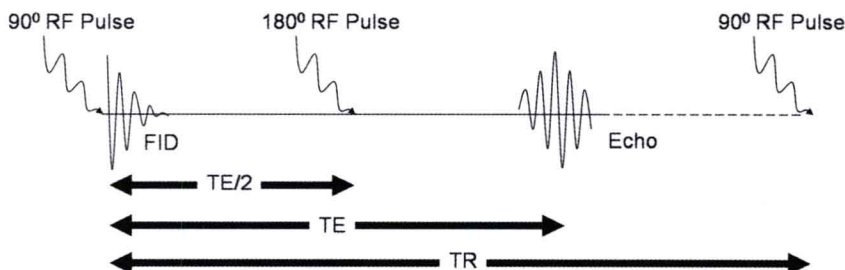 90⁰ RF Pulse 180⁰ RF Pulse 90⁰ RF Pulse
FID Echo
TE/2
TE
TR